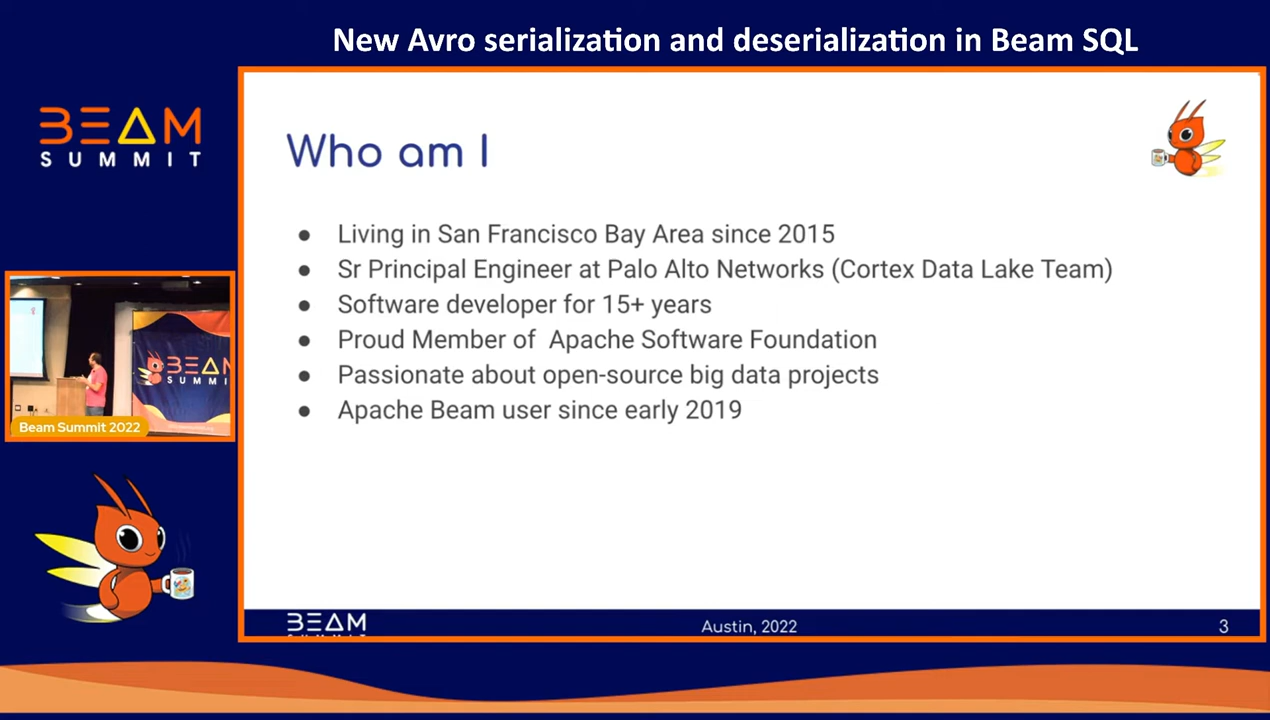 New Avro serialization and deserialization in Beam SQL
BEAM
SUMMIT
Who am I
● Living in San Francisco Bay Area since 2015
● Sr Principal Engineer at Palo Alto Networks (Cortex Data Lake Team)
● Software developer for 15+ years
● Proud Member of Apache Software Foundation
● Passionate about open-source big data projects
● Apache Beam user since early 2019
BEAM
SUMMIT
Beam Summit 2022
BEAM
Austin, 2022
3